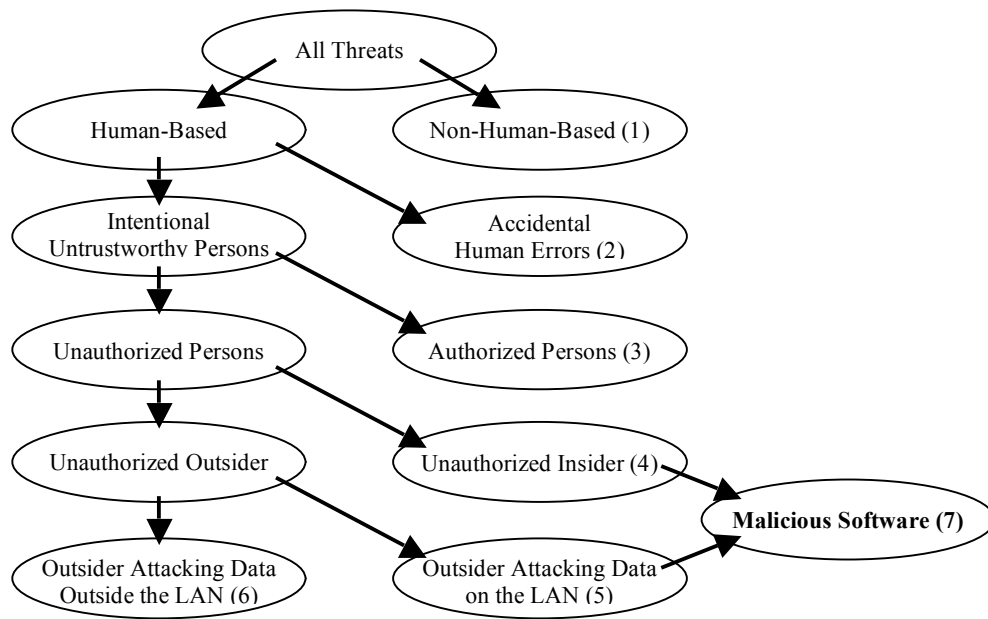 All Threats
Human-Based
Non-Human-Based (1)
Intentional
Untrustworthy Persons
Accidental
Human Errors (2)
Unauthorized Persons
Authorized Persons (3)
Unauthorized Outsider
Unauthorized Insider (4)
Malicious Software (7)
Outsider Attacking Data
Outside the LAN (6)
Outsider Attacking Data
on the LAN (5)